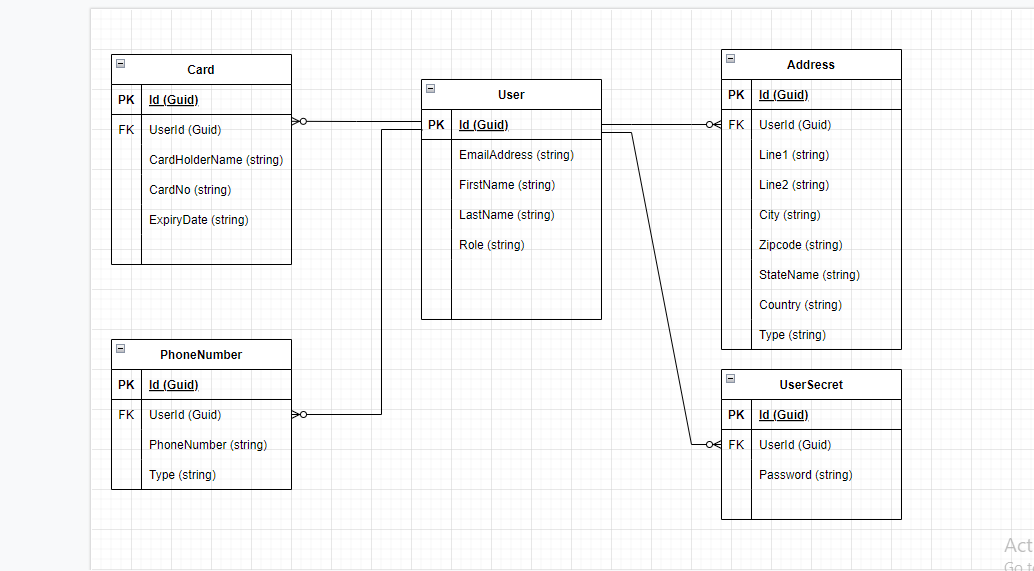 Card
PK Id (Guid)
FK UserId (Guid)
CardHolderName (string)
CardNo (string)
ExpiryDate (string)
User
PK Id (Guid)
EmailAddress (string)
FirstName (string)
LastName (string)
Role (string)
Address
PK Id (Guid)
FK UserId (Guid)
Line1 (string)
Line2 (string)
City (string)
Zipcode (string)
StateName (string)
Country (string)
Type (string)
PhoneNumber
PK Id (Guid)
FK UserId (Guid)
PhoneNumber (string)
Type (string)
UserSecret
PK Id (Guid)
FK UserId (Guid)
Password (string)
Act
Go to